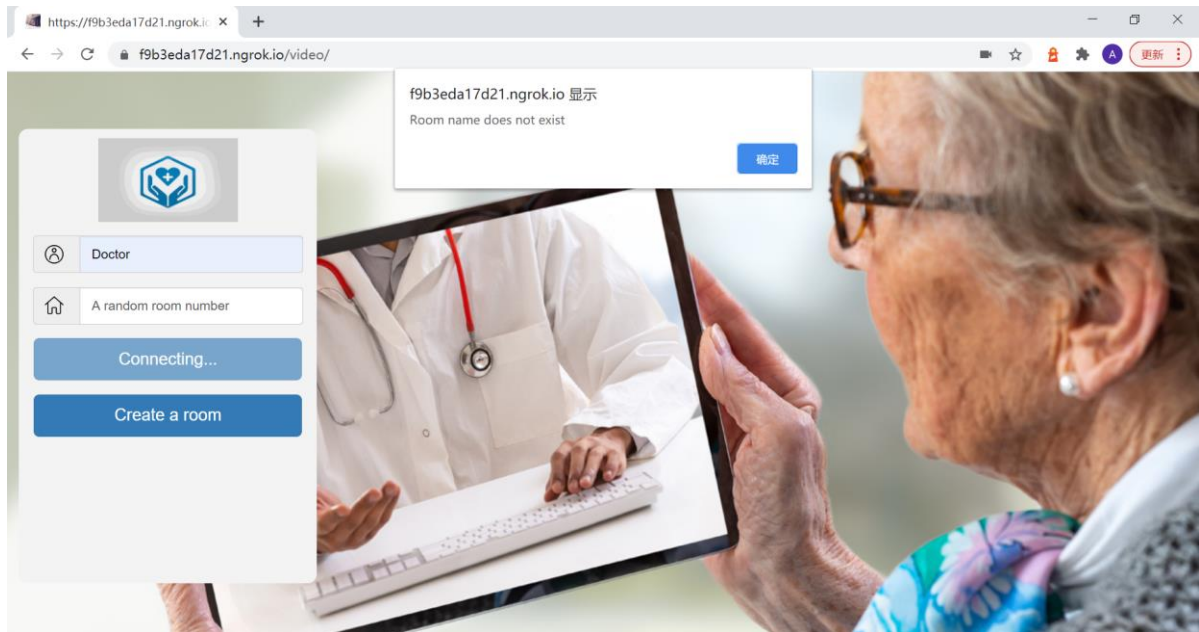 https://f9b3eda17d21.ngrok.ic
f9b3eda17d21.ngrok.io/video/
A
更新
f9b3eda17d21.ngrok.io 显示
Room name does not exist
确定
Doctor
A random room number
Connecting...
Create a room